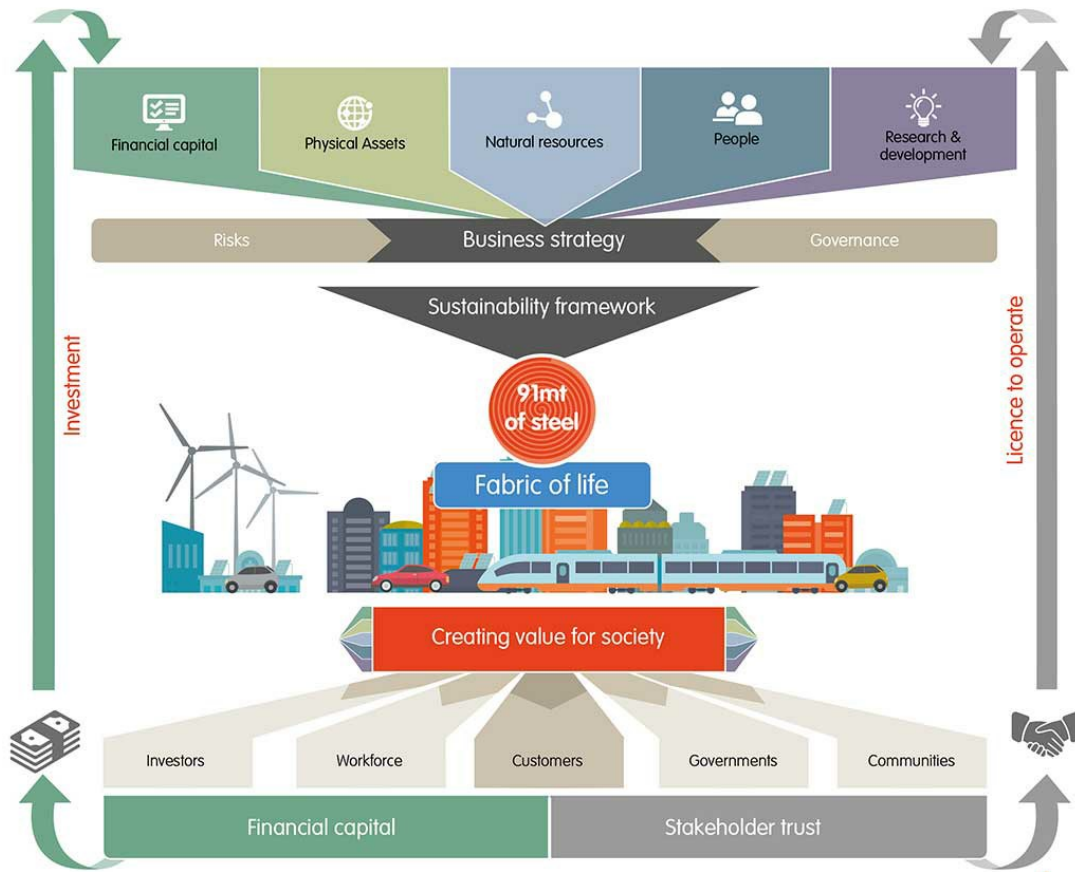 Financial capital
Physical Assets
Natural resources
People
Research &
development
Risks
Business strategy
Governance
Sustainability framework
Investment
Licence to operate
91mt
of steel
Fabric of life
Creating value for society
Investors
Workforce
Customers
Governments
Communities
Financial capital
Stakeholder trust